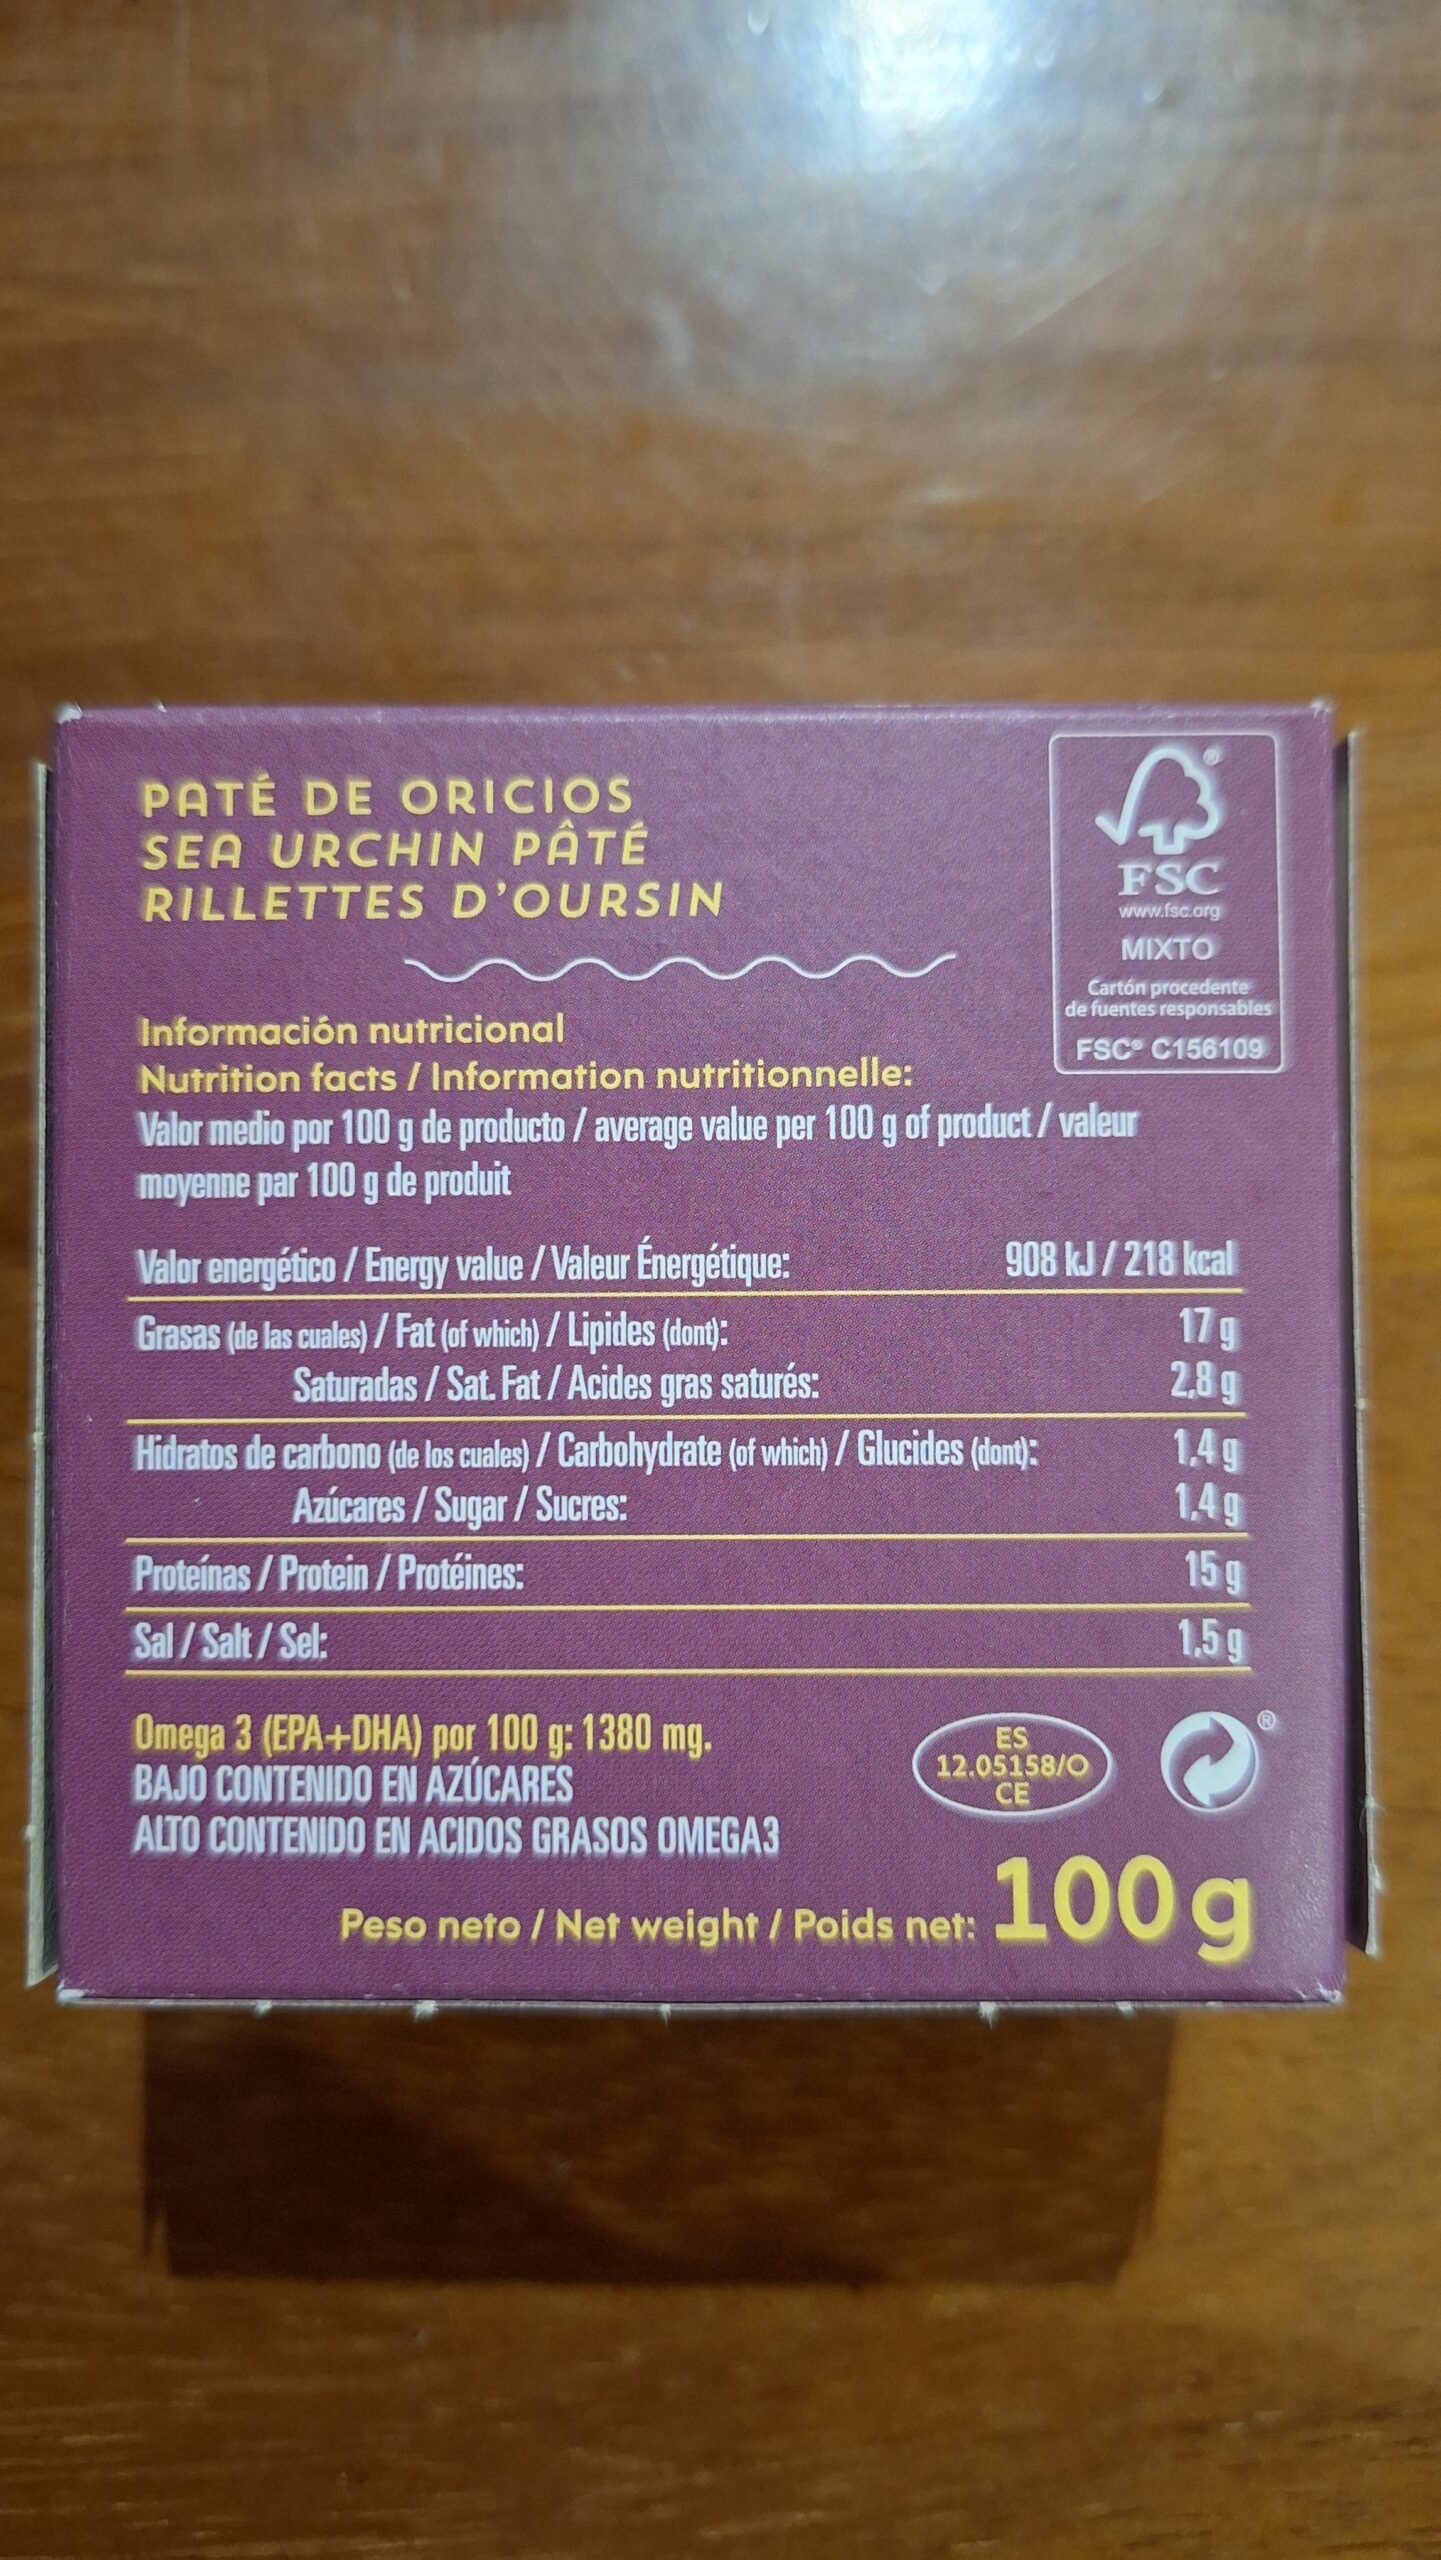 PATÉ DE ORICIOS
SEA URCHIN PÂTÉ
RILLETTES D'OURSIN
®
FSC
www.fsc.org
MIXTO
Cartón procedente
de fuentes responsables
FSC® C156109
Información nutricional
Nutrition facts / Information nutritionnelle:
Valor medio por 100 g de producto / average value per 100 g of product / valeur
moyenne par 100 g de produit
Valor energético / Energy value / Valeur Énergétique: 908 kJ / 218 kcal
Grasas (de las cuales) / Fat (of which) / Lipides (dont): 17 g
Saturadas / Sat. Fat / Acides gras saturés: 2,8 g
Hidratos de carbono (de los cuales) / Carbohydrate (of which) / Glucides (dont): 1,4 g
Azúcares / Sugar / Sucres: 1,4 g
Proteínas / Protein / Protéines: 15 g
Sal / Salt / Sel: 1,5 g
Omega 3 (EPA+DHA) por 100 g: 1380 mg.
BAJO CONTENIDO EN AZÚCARES
ALTO CONTENIDO EN ACIDOS GRASOS OMEGA3
ES
12.05158/O
CE
®
Peso neto / Net weight / Poids net: 100 g